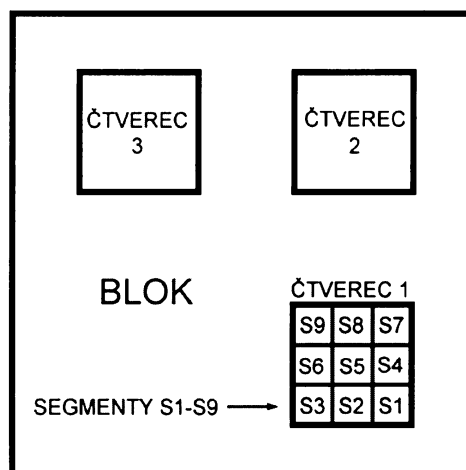 ČTVEREC
3
ČTVEREC
2
BLOK
ČTVEREC 1
S9 S8 S7
S6 S5 S4
SEGMENTY S1-S9
S3 S2 S1